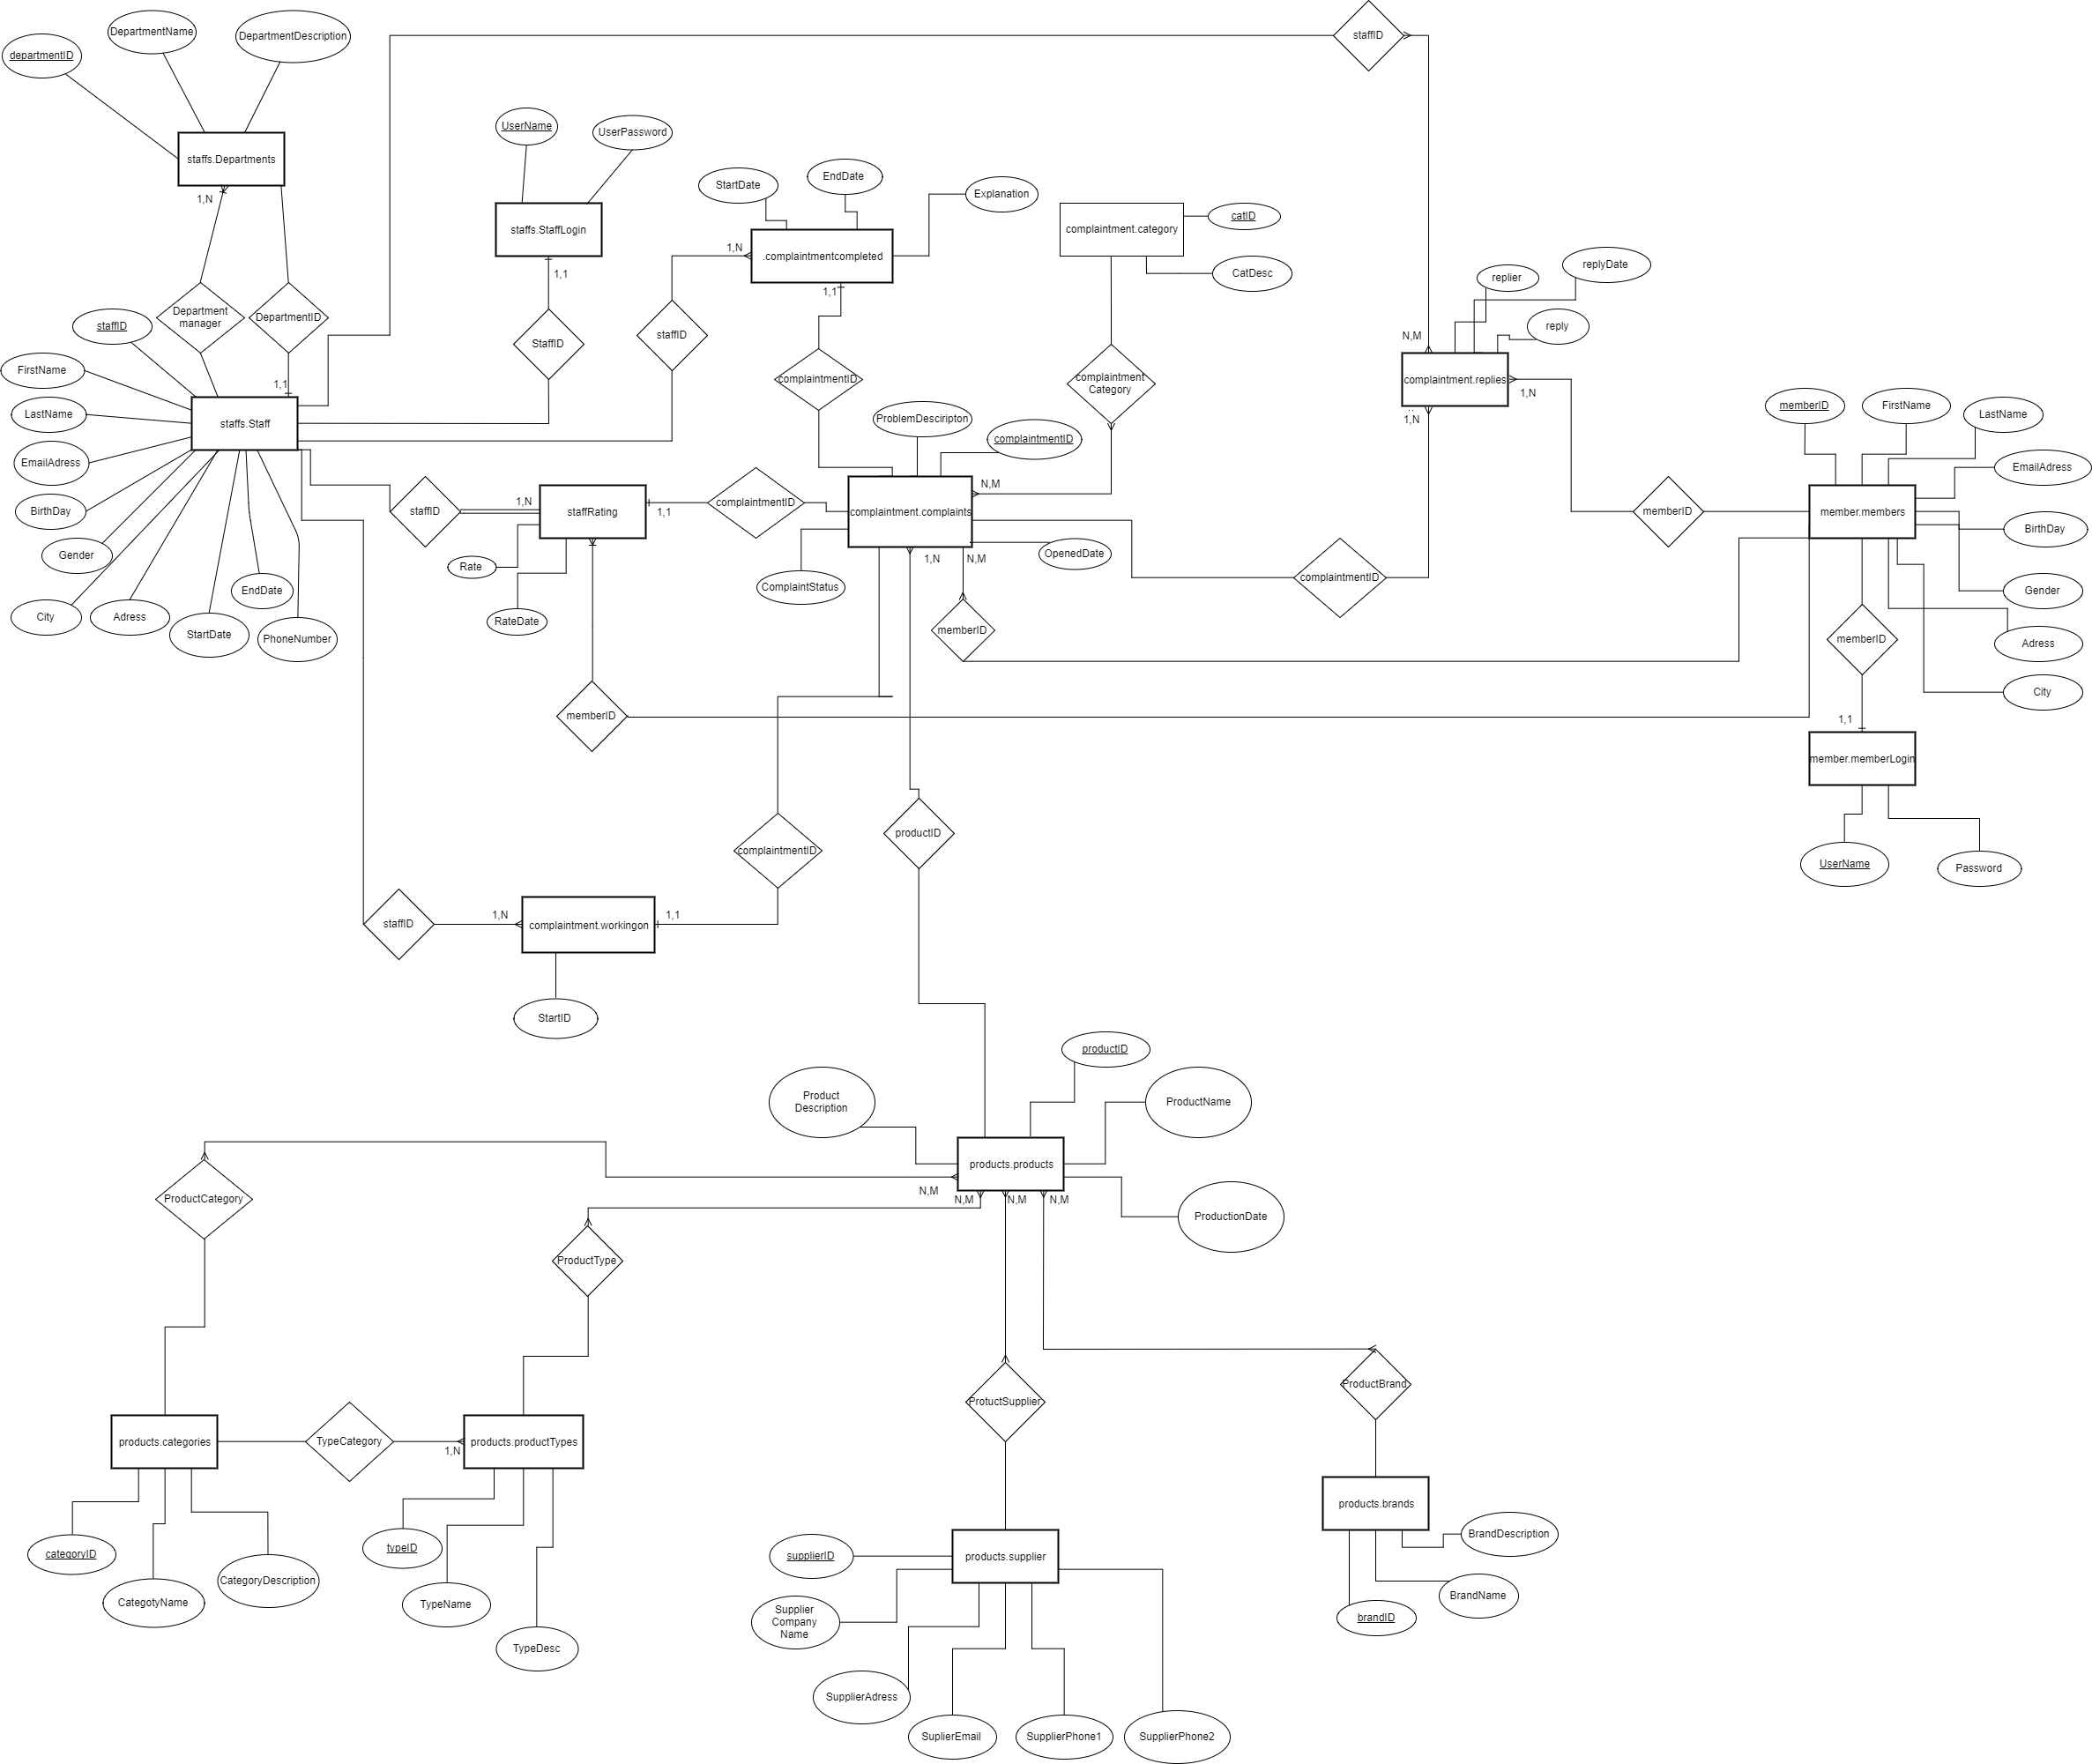 staffID
departmentID
DepartmentName
DepartmentDescription
staffs.Departments
1,N
UserName
UserPassword
staffs.StaffLogin
1,1
StaffID
StartDate
EndDate
Explanation
.complaintmentcompleted
1,N
1,1
staffID
complaintmentID
complaintment.category
catID
CatDesc
complaintment
Category
replier
replyDate
reply
N,M
complaintment.replies
1,N
1,N
Department
manager
DepartmentID
staffID
1,1
staffs.Staff
FirstName
LastName
EmailAdress
BirthDay
Gender
City
Adress
StartDate
EndDate
PhoneNumber
staffID
1,N
staffRating
1,1
Rate
RateDate
complaintmentID
ProblemDesciripton
complaintmentID
N,M
complaintment.complaints
ComplaintStatus
1,N
N,M
OpenedDate
memberID
complaintmentID
memberID
memberID
FirstName
LastName
EmailAdress
member.members
BirthDay
Gender
Adress
City
memberID
1,1
member.memberLogin
UserName
Password
memberID
complaintmentID
productID
staffID
1,N
complaintment.workingon
1,1
StartID
productID
Product
Description
ProductName
products.products
ProductionDate
N,M
N,M
N,M
N,M
ProductCategory
ProductType
ProtuctSupplier
ProductBrand
products.categories
TypeCategory
1,N
products.productTypes
categoryID
CategotyName
CategoryDescription
typeID
TypeName
TypeDesc
products.brands
BrandDescription
BrandName
brandID
products.supplier
supplierID
Supplier
Company
Name
SupplierAdress
SuplierEmail
SupplierPhone1
SupplierPhone2